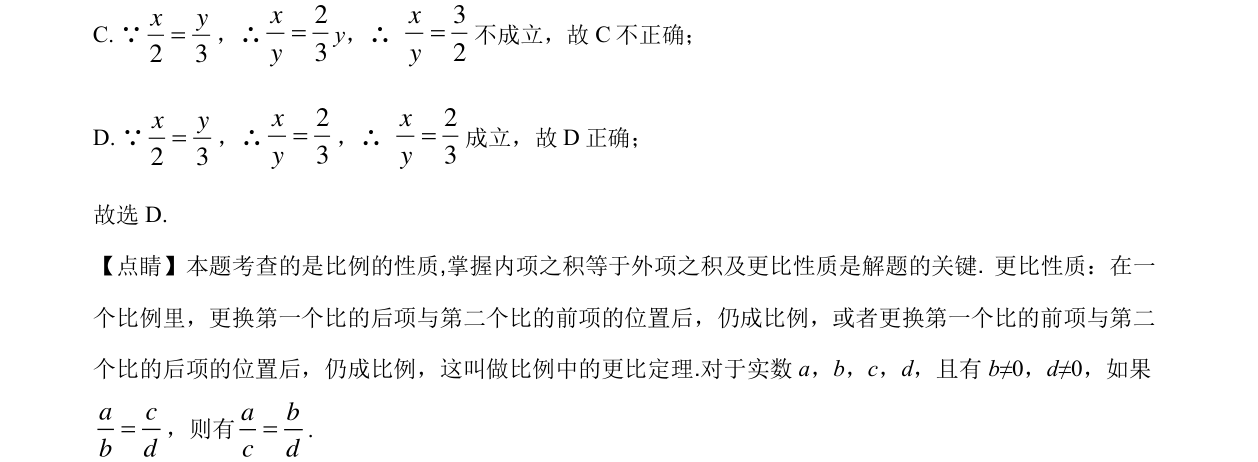 C. ∵ x/2 = y/3，∴ x/y = 2/3 y，∴ x/y = 3/2 不成立，故 C 不正确；
D. ∵ x/2 = y/3，∴ x/y = 2/3，∴ x/y = 2/3 成立，故 D 正确；
故选 D.
【点睛】本题考查的是比例的性质,掌握内项之积等于外项之积及更比性质是解题的关键. 更比性质：在一
个比例里，更换第一个比的后项与第二个比的前项的位置后，仍成比例，或者更换第一个比的前项与第二
个比的后项的位置后，仍成比例，这叫做比例中的更比定理.对于实数 a，b，c，d，且有 b≠0，d≠0，如果
a/b = c/d，则有 a/c = b/d.